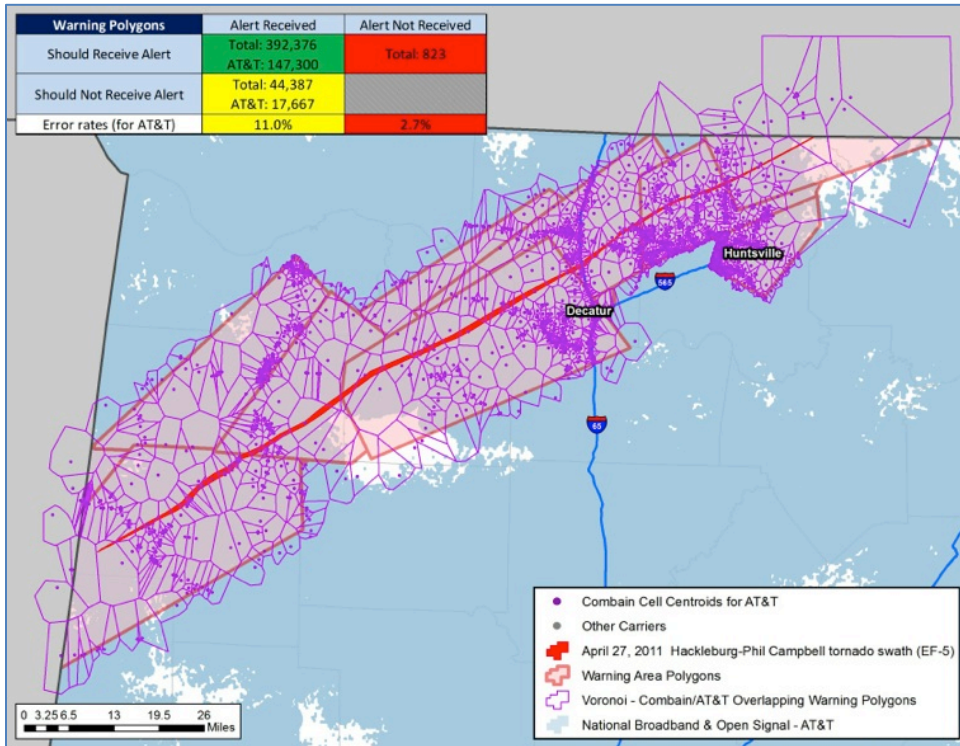 Warning Polygons Alert Received Alert Not Received
Should Receive Alert Total: 392,376 AT&T: 147,300 Total: 823
Should Not Receive Alert Total: 44,387 AT&T: 17,667
Error rates (for AT&T) 11.0% 2.7%
Huntsville
565
Decatur
65
Combain Cell Centroids for AT&T
Other Carriers
April 27, 2011 Hackleburg-Phil Campbell tornado swath (EF-5)
Warning Area Polygons
Voronoi - Combain/AT&T Overlapping Warning Polygons
National Broadband & Open Signal - AT&T
0 3.25 6.5 13 19.5 26
Miles